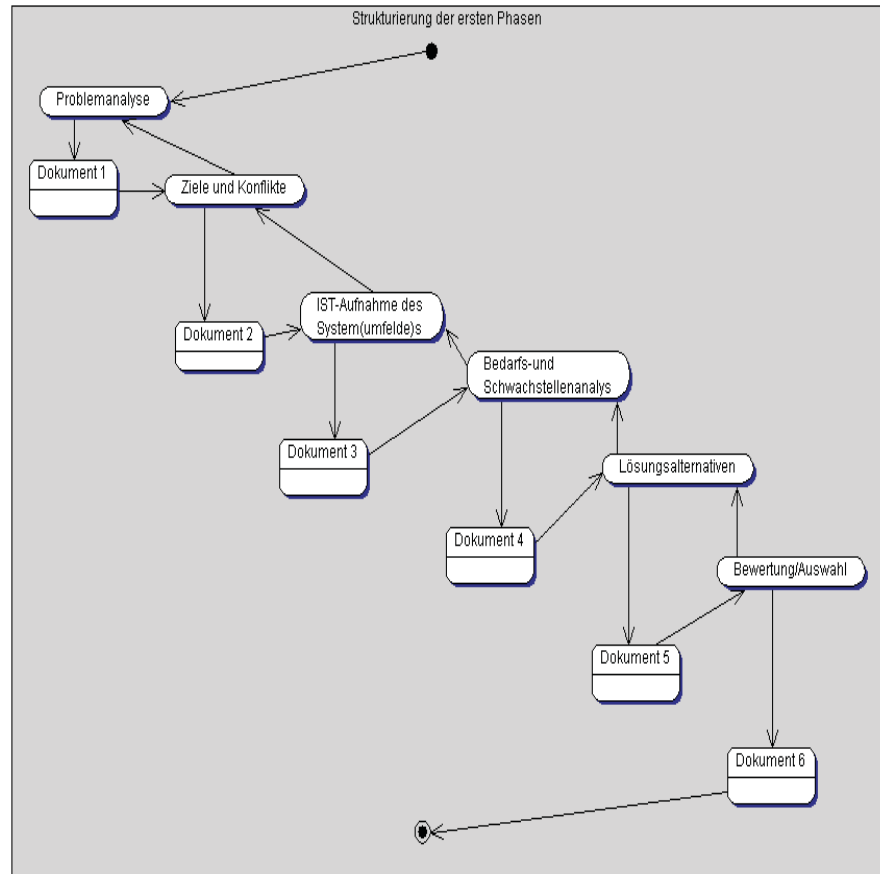 Strukturierung der ersten Phasen
Problemanalyse
Dokument 1
Ziele und Konflikte
Dokument 2
IST-Aufnahme des
System(umfelde)s
Dokument 3
Bedarfs-und
Schwachstellenanalys
Dokument 4
Lösungsalternativen
Dokument 5
Bewertung/Auswahl
Dokument 6